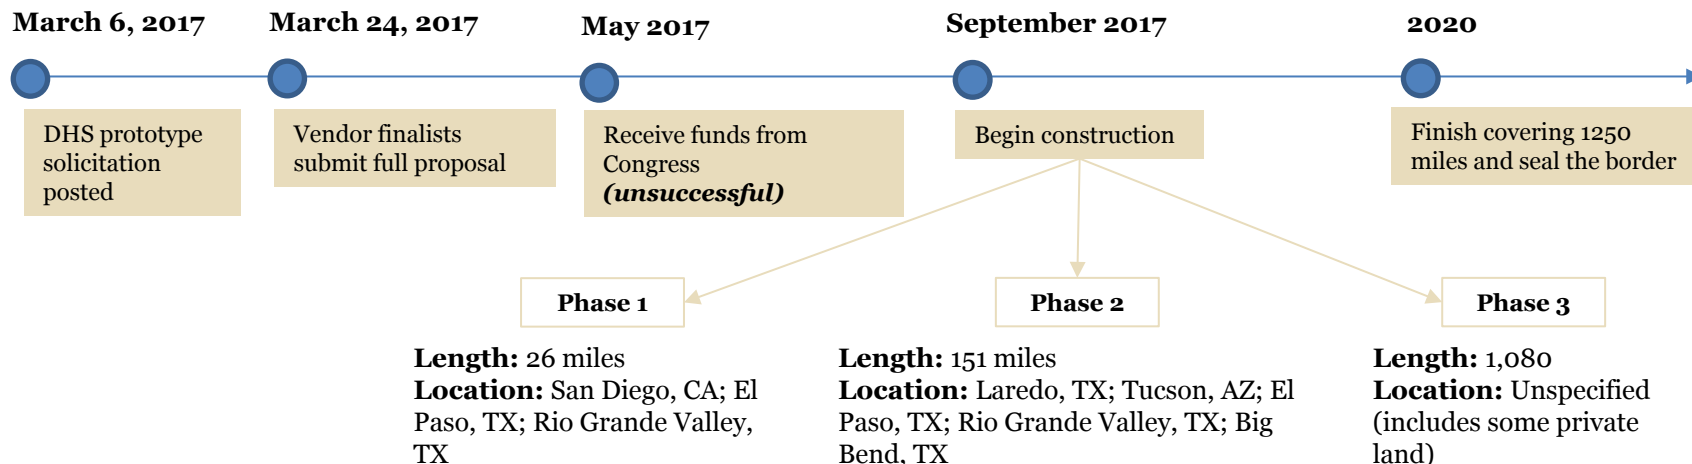 March 6, 2017
March 24, 2017
May 2017
September 2017
2020
DHS prototype
solicitation
posted
Vendor finalists
submit full proposal
Receive funds from
Congress
(unsuccessful)
Begin construction
Finish covering 1250
miles and seal the border
Phase 1
Length: 26 miles
Location: San Diego, CA; El
Paso, TX; Rio Grande Valley,
TX
Phase 2
Length: 151 miles
Location: Laredo, TX; Tucson, AZ; El
Paso, TX; Rio Grande Valley, TX; Big
Bend, TX
Phase 3
Length: 1,080
Location: Unspecified
(includes some private
land)